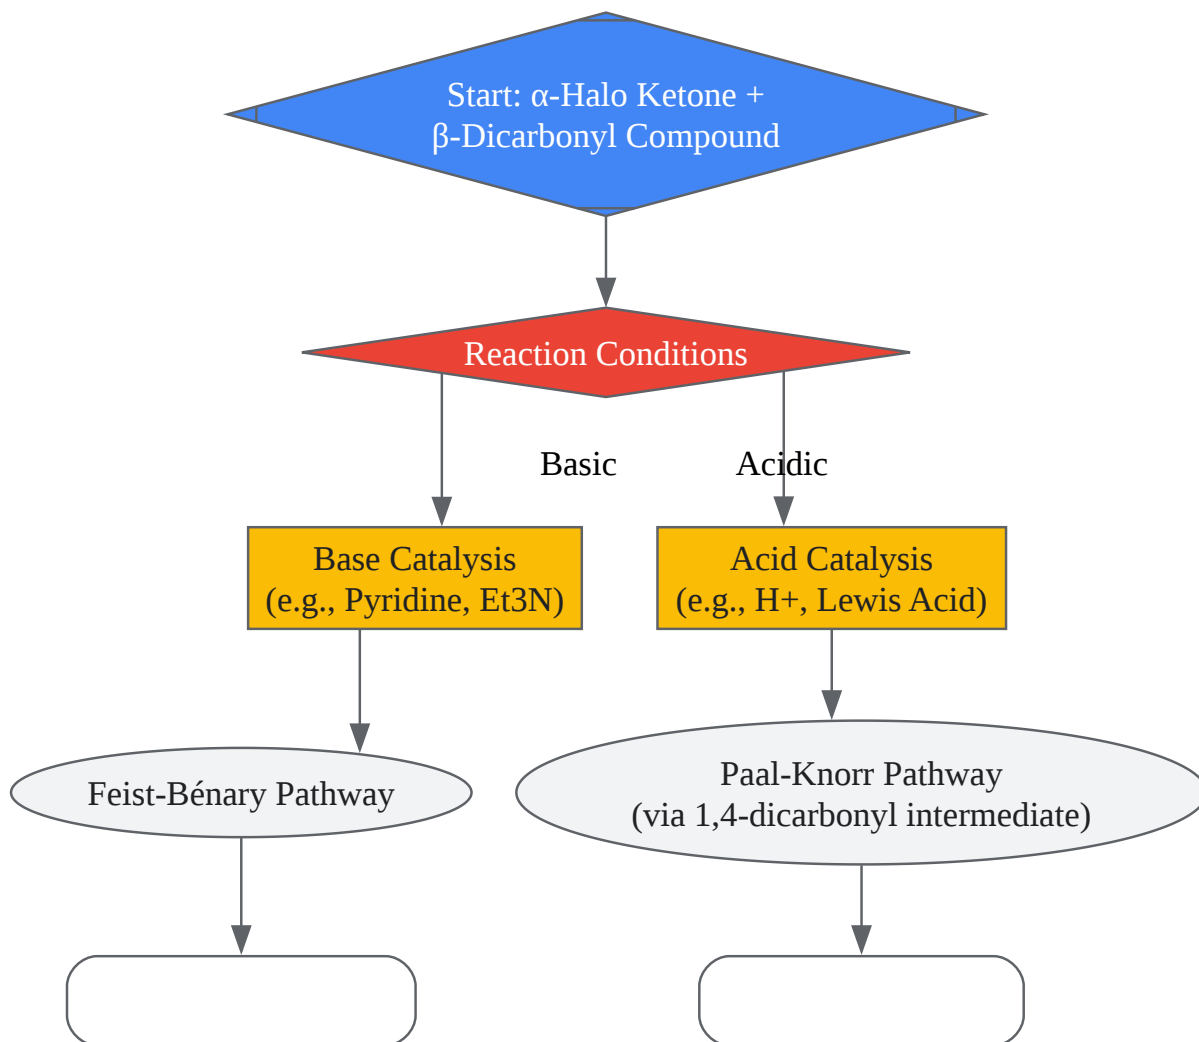 Start: α-Halo Ketone +
β-Dicarbonyl Compound
Reaction Conditions
Basic
Acidic
Base Catalysis
(e.g., Pyridine, Et3N)
Acid Catalysis
(e.g., H+, Lewis Acid)
Feist-Bénary Pathway
Paal-Knorr Pathway
(via 1,4-dicarbonyl intermediate)